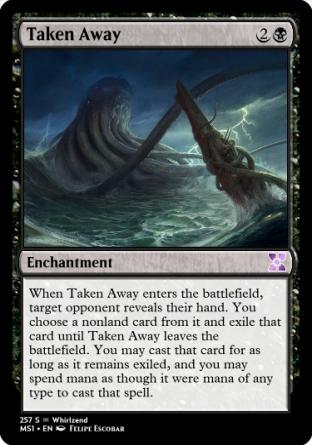 Taken Away 2
Enchantment
When Taken Away enters the battlefield,
target opponent reveals their hand. You
choose a nonland card from it and exile that
card until Taken Away leaves the
battlefield. You may cast that card for as
long as it remains exiled, and you may
spend mana as though it were mana of any
type to cast that spell.
257 S Whirlzend
MS1 • EN Felipe Escobar